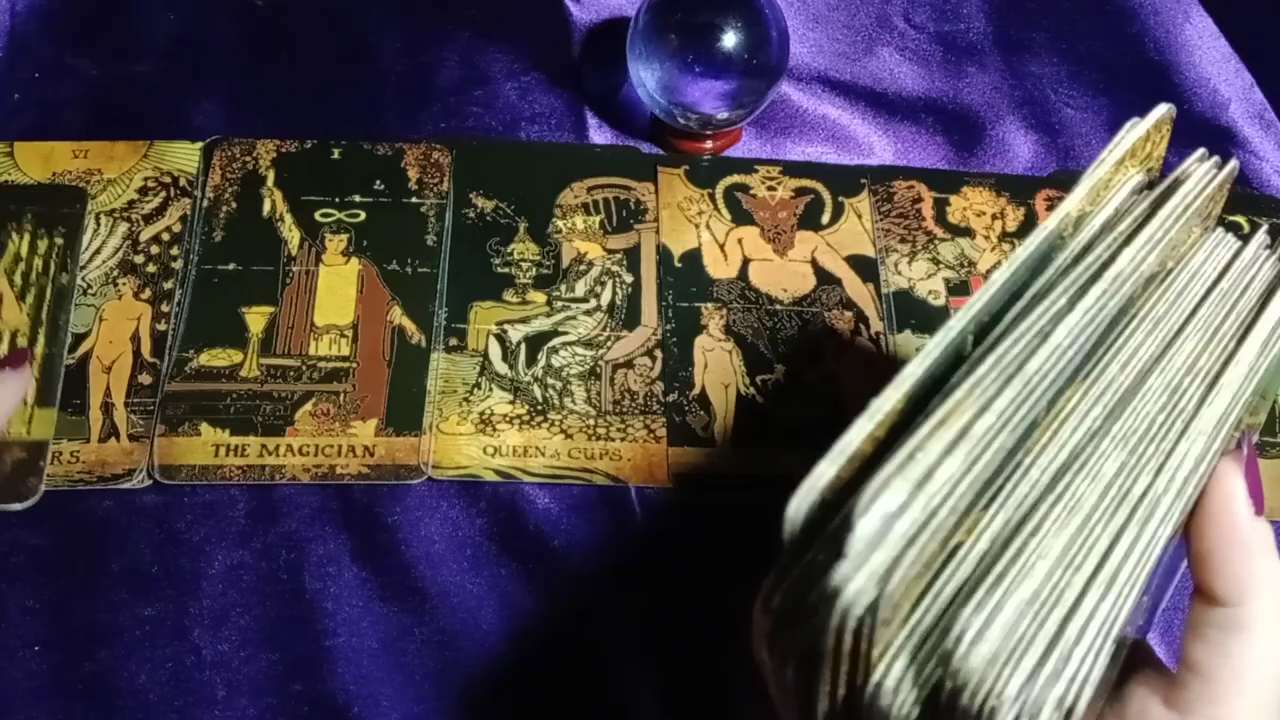 VI
RS.
I
THE MAGICIAN
QUEEN of CUPS.